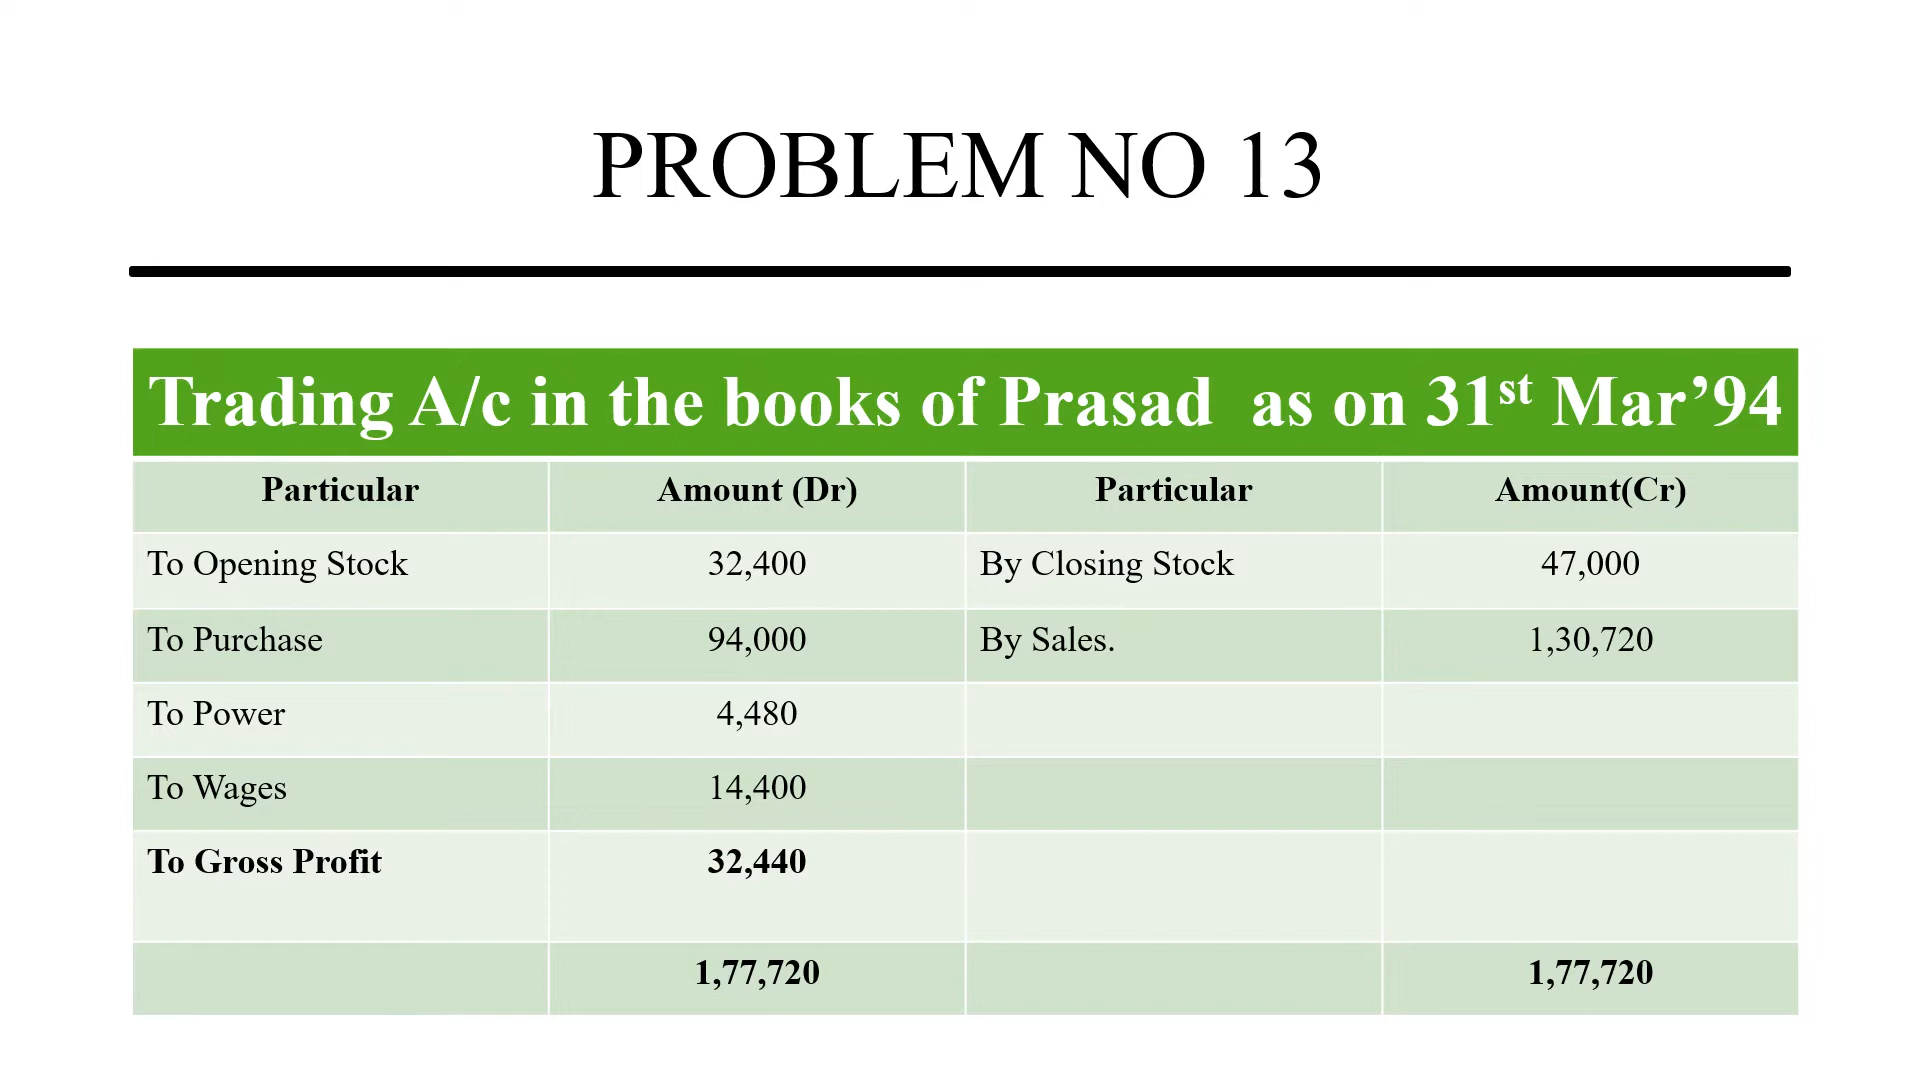 PROBLEM NO 13
Trading A/c in the books of Prasad as on 31st Mar’94
Particular Amount (Dr) Particular Amount(Cr)
To Opening Stock 32,400 By Closing Stock 47,000
To Purchase 94,000 By Sales. 1,30,720
To Power 4,480
To Wages 14,400
To Gross Profit 32,440
1,77,720 1,77,720